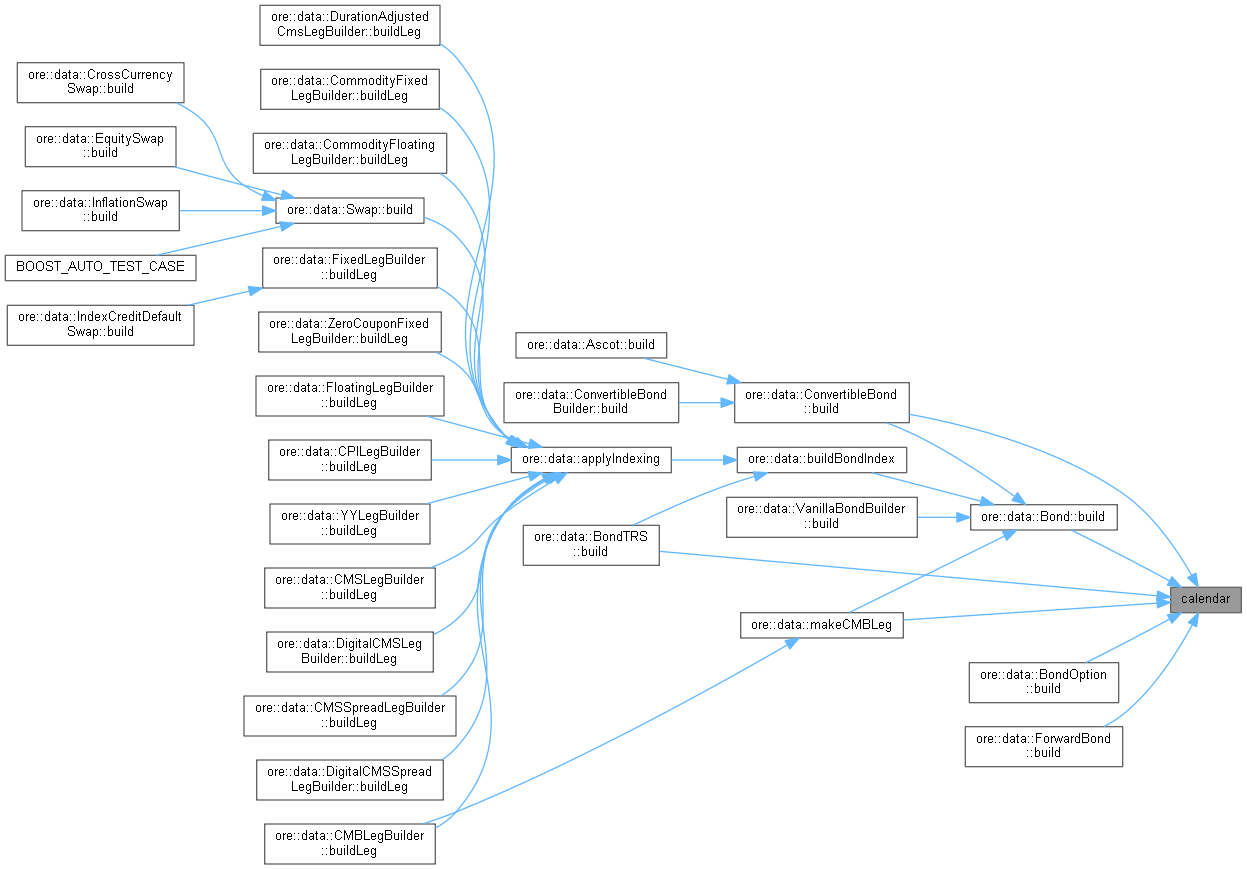 ore::data::DurationAdjusted
CmsLegBuilder::buildLeg
ore::data::CrossCurrency
Swap::build
ore::data::CommodityFixed
LegBuilder::buildLeg
ore::data::EquitySwap
::build
ore::data::CommodityFloating
LegBuilder::buildLeg
ore::data::InflationSwap
::build
ore::data::Swap::build
BOOST_AUTO_TEST_CASE
ore::data::FixedLegBuilder
::buildLeg
ore::data::IndexCreditDefault
Swap::build
ore::data::ZeroCouponFixed
LegBuilder::buildLeg
ore::data::Ascot::build
ore::data::FloatingLegBuilder
::buildLeg
ore::data::ConvertibleBond
Builder::build
ore::data::ConvertibleBond
::build
ore::data::CPILegBuilder
::buildLeg
ore::data::applyIndexing
ore::data::buildBondIndex
ore::data::YYLegBuilder
::buildLeg
ore::data::VanillaBondBuilder
::build
ore::data::Bond::build
ore::data::BondTRS
::build
ore::data::CMSLegBuilder
::buildLeg
calendar
ore::data::makeCMBLeg
ore::data::DigitalCMSLeg
Builder::buildLeg
ore::data::BondOption
::build
ore::data::CMSSpreadLegBuilder
::buildLeg
ore::data::ForwardBond
::build
ore::data::DigitalCMSSpread
LegBuilder::buildLeg
ore::data::CMBLegBuilder
::buildLeg